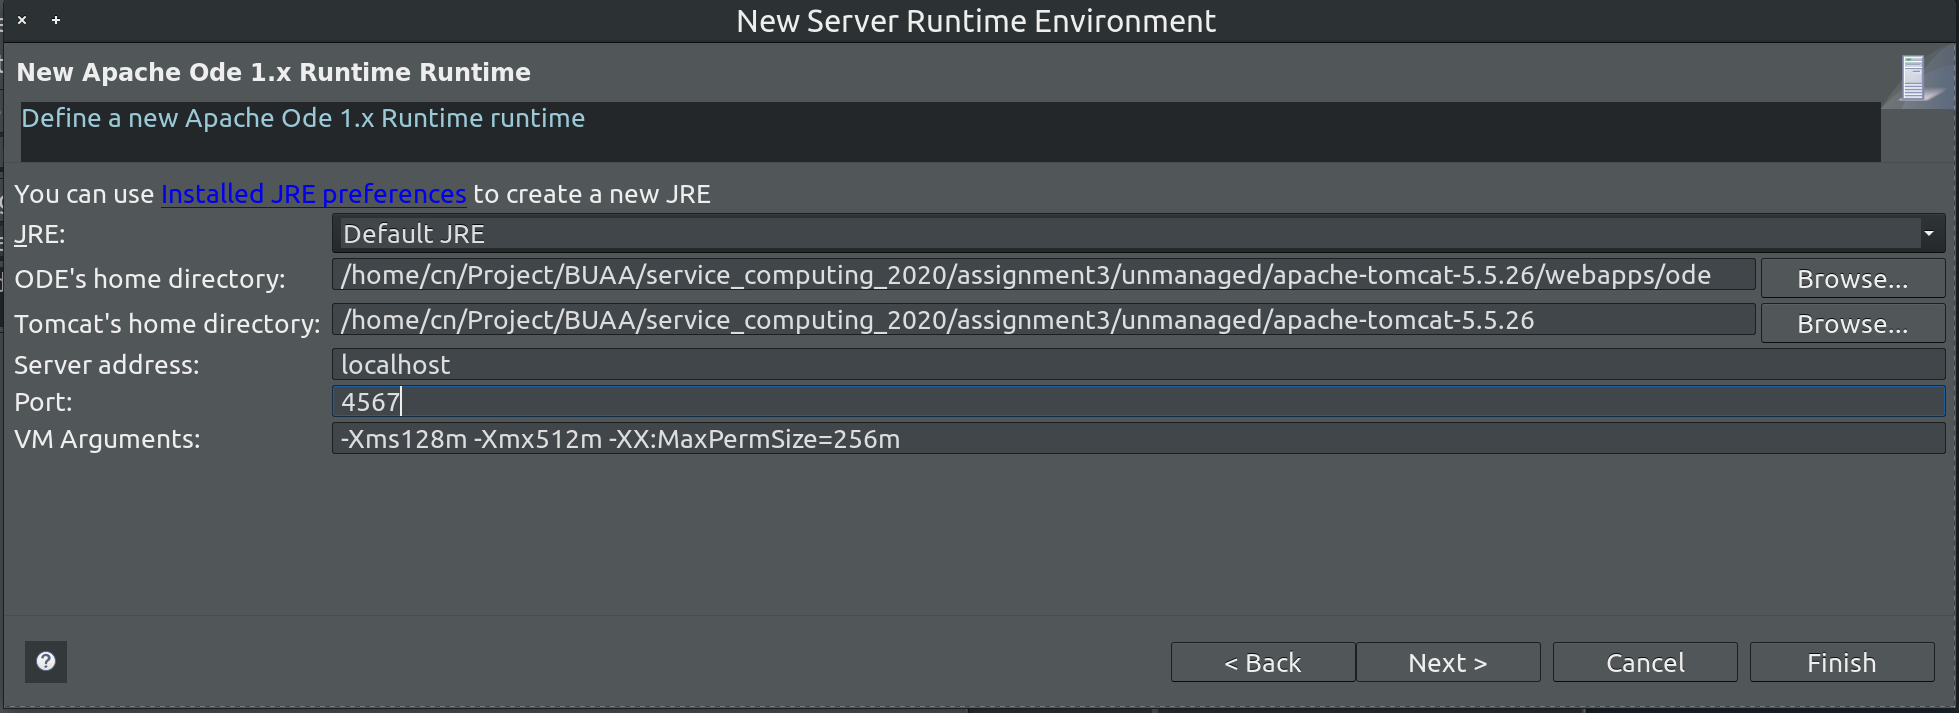 New Server Runtime Environment
New Apache Ode 1.x Runtime Runtime
Define a new Apache Ode 1.x Runtime runtime
You can use Installed JRE preferences to create a new JRE
JRE: Default JRE
ODE's home directory: /home/cn/Project/BUAA/service_computing_2020/assignment3/unmanaged/apache-tomcat-5.5.26/webapps/ode Browse...
Tomcat's home directory: /home/cn/Project/BUAA/service_computing_2020/assignment3/unmanaged/apache-tomcat-5.5.26 Browse...
Server address: localhost
Port: 4567
VM Arguments: -Xms128m -Xmx512m -XX:MaxPermSize=256m
< Back Next > Cancel Finish